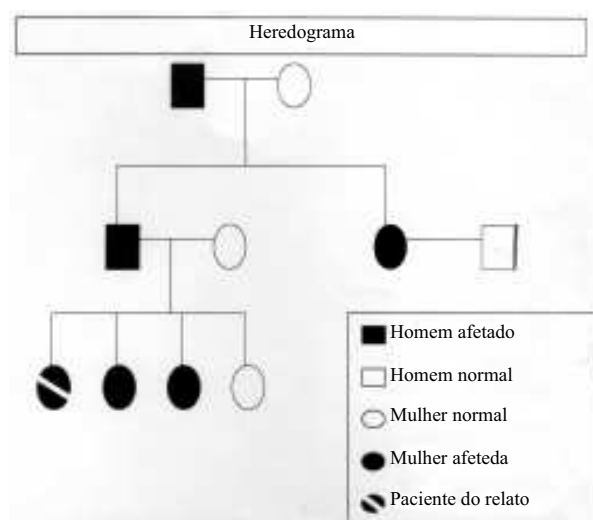 Heredograma
Homem afetado
Homem normal
Mulher normal
Mulher afeteda
Paciente do relato